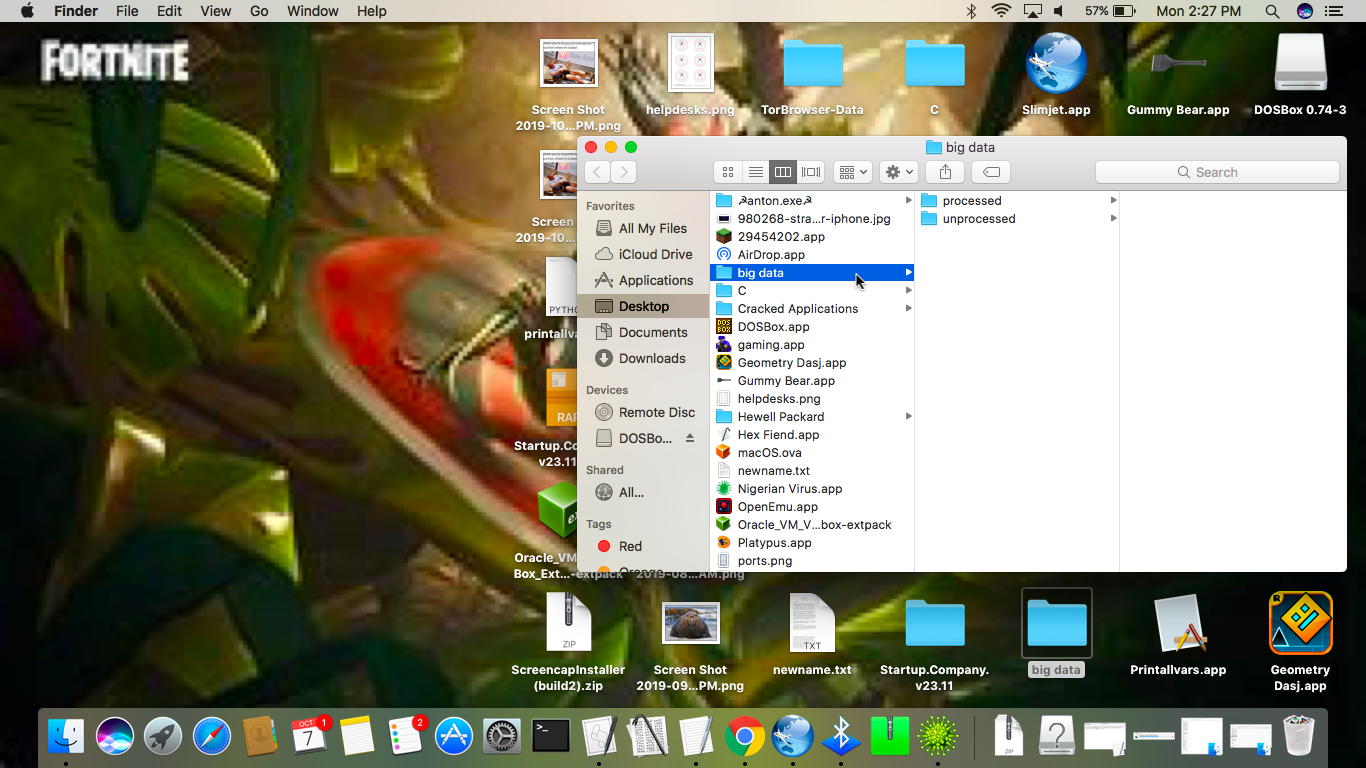 Finder File Edit View Go Window Help 57% Mon 2:27 PM
FORTNITE
Screen Shot
2019-10...PM.png
helpdesks.png
TorBrowser-Data
C
Slimjet.app
Gummy Bear.app
DOSBox 0.74-3
Screen
2019-10
PYTHO
printallva
RAR
Startup.Co
v23.11
Oracle_VM
Box_Ext...-extpack
2019-08...AM.png
big data
Search
Favorites
All My Files
iCloud Drive
Applications
Desktop
Documents
Downloads
Devices
Remote Disc
DOSBo...
Shared
All...
Tags
Red
Orange
☭anton.exe☭
980268-stra...r-iphone.jpg
29454202.app
AirDrop.app
big data
C
Cracked Applications
DOSBox.app
gaming.app
Geometry Dasj.app
Gummy Bear.app
helpdesks.png
Hewell Packard
Hex Fiend.app
macOS.ova
newname.txt
Nigerian Virus.app
OpenEmu.app
Oracle_VM_V...box-extpack
Platypus.app
ports.png
processed
unprocessed
ZIP
ScreencapInstaller
(build2).zip
Screen Shot
2019-09...PM.png
TXT
newname.txt
Startup.Company.
v23.11
big data
Printallvars.app
Geometry
Dasj.app
OCT
7
1
2
ZIP